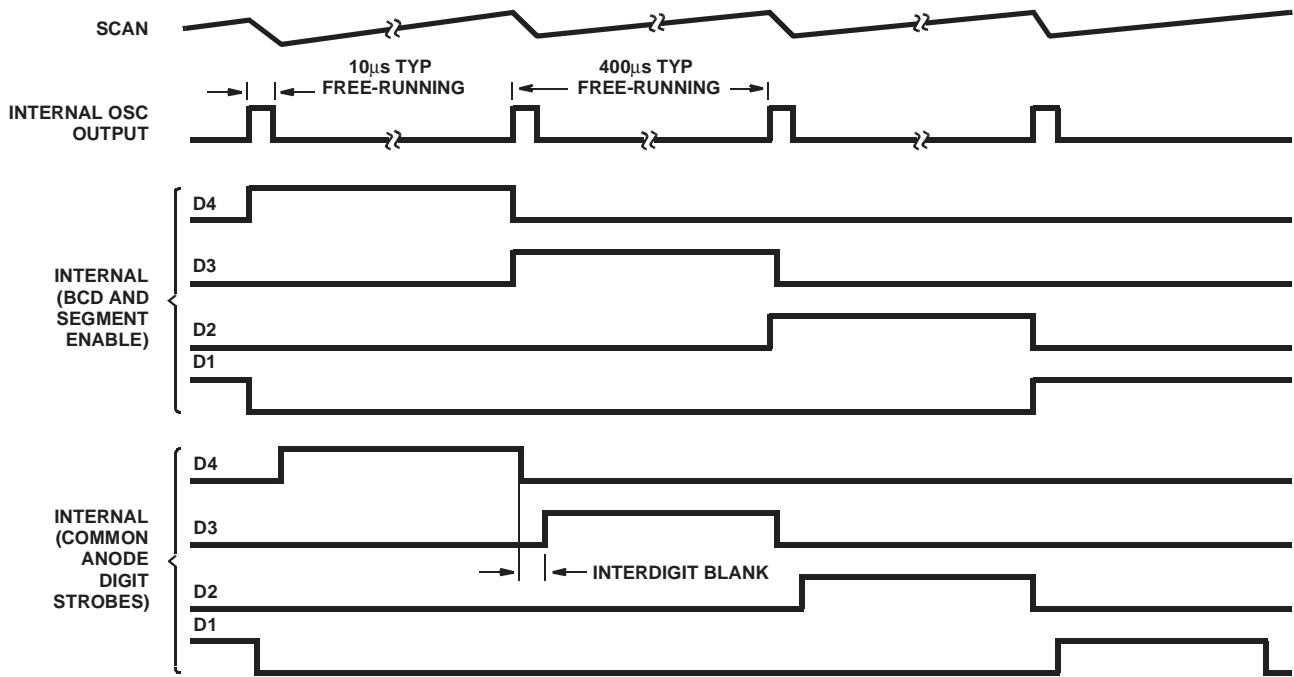 SCAN
10µs TYP
FREE-RUNNING
400µs TYP
FREE-RUNNING
INTERNAL OSC
OUTPUT
D4
D3
INTERNAL
(BCD AND
SEGMENT
ENABLE)
D2
D1
D4
D3
INTERNAL
(COMMON
ANODE
DIGIT
STROBES)
INTERDIGIT BLANK
D2
D1